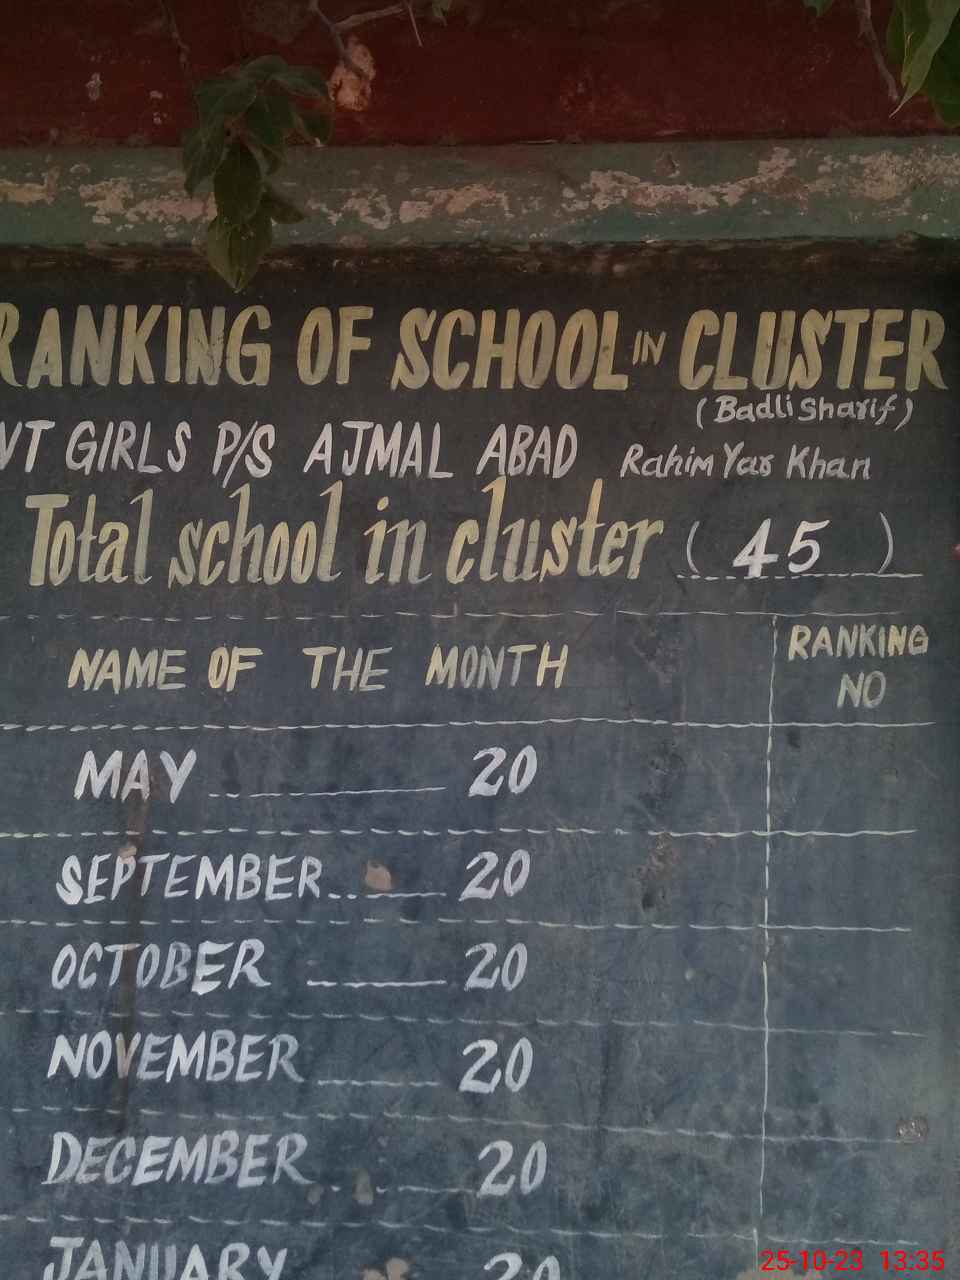 RANKING OF SCHOOL IN CLUSTER
(Badli Sharif)
VT GIRLS P/S AJMAL ABAD Rahim Yar Khan
Total school in cluster ( 45 )
NAME OF THE MONTH RANKING NO
MAY 20
SEPTEMBER 20
OCTOBER 20
NOVEMBER 20
DECEMBER 20
JANUARY 20
25-10-23 13:35